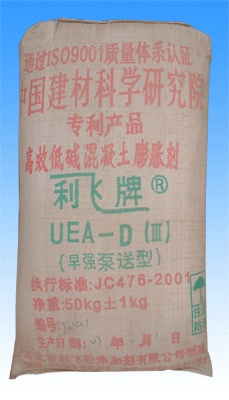 通过ISO9001质量体系认证
中国建材科学研究院
专利产品
高效低碱混凝土膨胀剂
利飞牌®
UEA-D(Ⅲ)
{早强泵送型}
执行标准:JC476-2001
净重:50kg±1kg
编号:
生产日期: 年 月 日